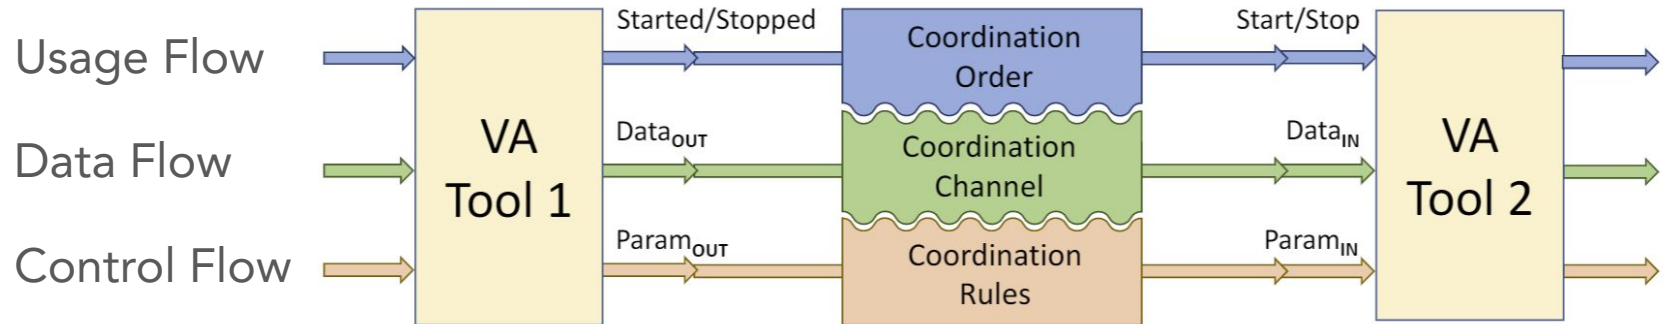 Usage Flow
Data Flow
Control Flow
VA
Tool 1
Started/Stopped
DataOUT
ParamOUT
Coordination
Order
Coordination
Channel
Coordination
Rules
Start/Stop
DataIN
ParamIN
VA
Tool 2